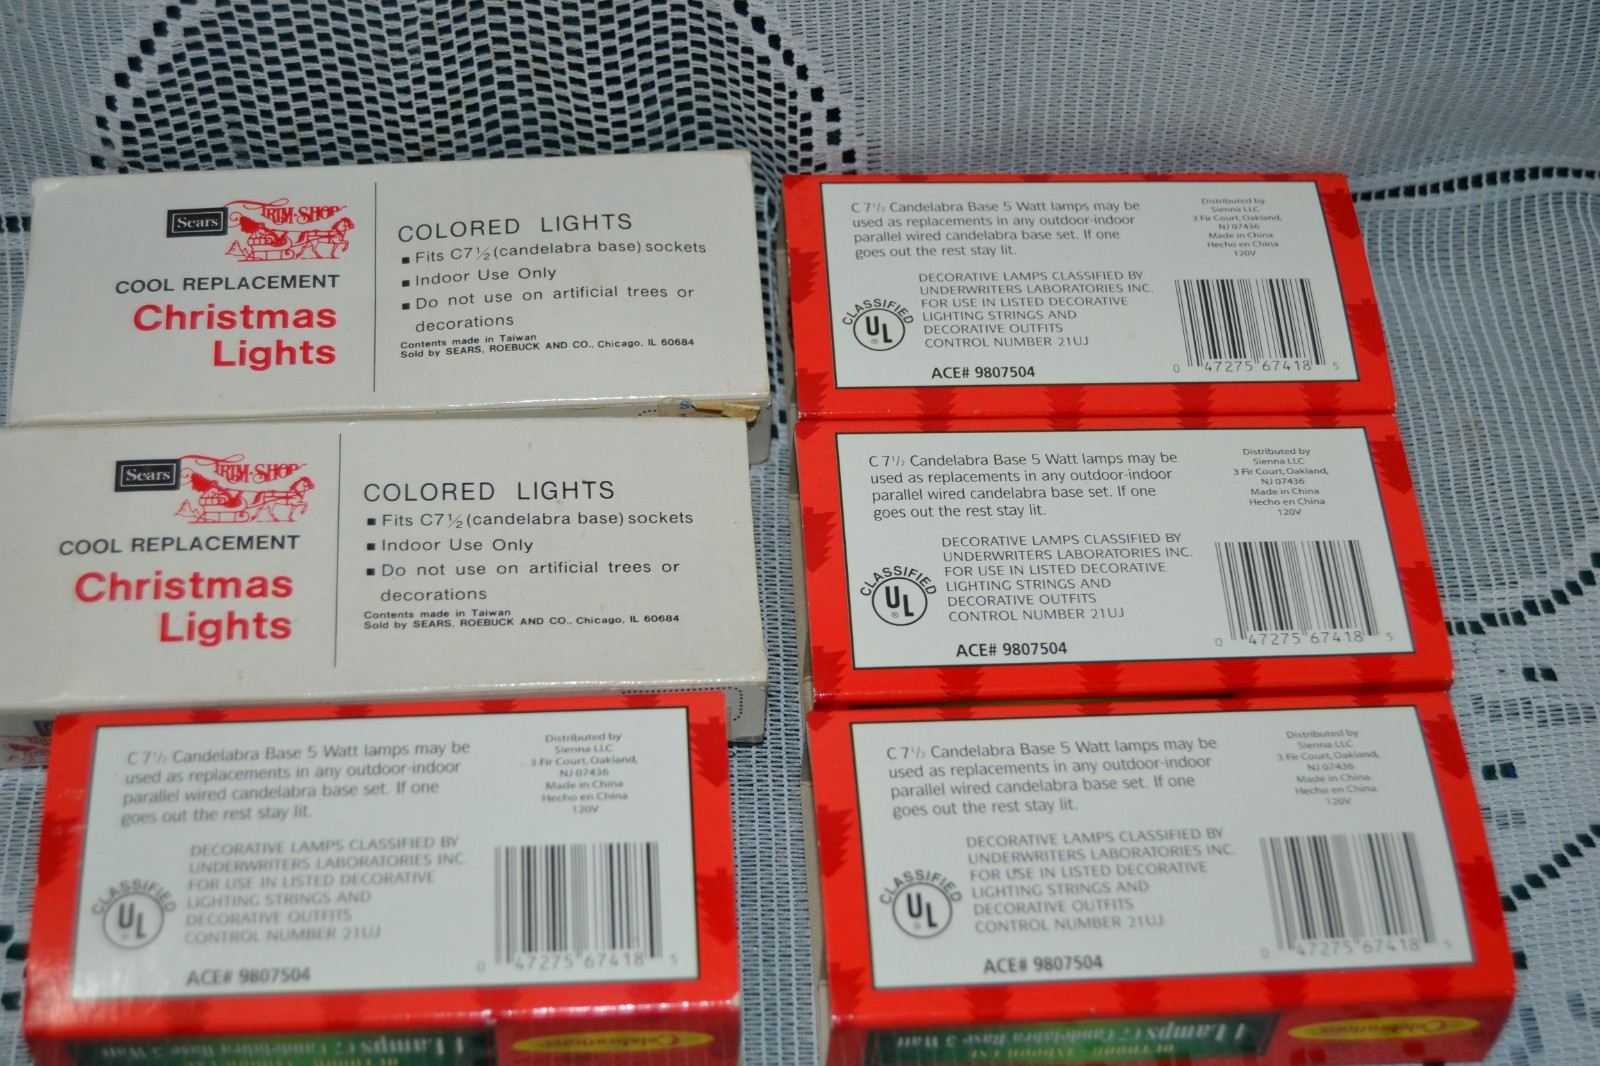 Sears TRIM·SHOP
COOL REPLACEMENT
Christmas
Lights
COLORED LIGHTS
■ Fits C7½ (candelabra base) sockets
■ Indoor Use Only
■ Do not use on artificial trees or
decorations
Contents made in Taiwan
Sold by SEARS, ROEBUCK AND CO., Chicago, IL 60684
Sears TRIM·SHOP
COOL REPLACEMENT
Christmas
Lights
COLORED LIGHTS
■ Fits C7½ (candelabra base) sockets
■ Indoor Use Only
■ Do not use on artificial trees or
decorations
Contents made in Taiwan
Sold by SEARS, ROEBUCK AND CO., Chicago, IL 60684
C 7½ Candelabra Base 5 Watt lamps may be
used as replacements in any outdoor-indoor
parallel wired candelabra base set. If one
goes out the rest stay lit.
Distributed by
Sienna LLC
3 Fir Court, Oakland,
NJ 07436
Made in China
Hecho en China
120V
DECORATIVE LAMPS CLASSIFIED BY
UNDERWRITERS LABORATORIES INC.
FOR USE IN LISTED DECORATIVE
LIGHTING STRINGS AND
DECORATIVE OUTFITS
CONTROL NUMBER 21UJ
CLASSIFIED
UL ®
ACE# 9807504
0 47275 67418 5
C 7½ Candelabra Base 5 Watt lamps may be
used as replacements in any outdoor-indoor
parallel wired candelabra base set. If one
goes out the rest stay lit.
Distributed by
Sienna LLC
3 Fir Court, Oakland,
NJ 07436
Made in China
Hecho en China
120V
DECORATIVE LAMPS CLASSIFIED BY
UNDERWRITERS LABORATORIES INC.
FOR USE IN LISTED DECORATIVE
LIGHTING STRINGS AND
DECORATIVE OUTFITS
CONTROL NUMBER 21UJ
CLASSIFIED
UL ®
ACE# 9807504
0 47275 67418 5
C 7½ Candelabra Base 5 Watt lamps may be
used as replacements in any outdoor-indoor
parallel wired candelabra base set. If one
goes out the rest stay lit.
Distributed by
Sienna LLC
3 Fir Court, Oakland,
NJ 07436
Made in China
Hecho en China
120V
DECORATIVE LAMPS CLASSIFIED BY
UNDERWRITERS LABORATORIES INC.
FOR USE IN LISTED DECORATIVE
LIGHTING STRINGS AND
DECORATIVE OUTFITS
CONTROL NUMBER 21UJ
CLASSIFIED
UL ®
ACE# 9807504
0 47275 67418 5
Celebrations
4 Lamps C7 Candelabra Base 5 Watt
C 7½ Candelabra Base 5 Watt lamps may be
used as replacements in any outdoor-indoor
parallel wired candelabra base set. If one
goes out the rest stay lit.
Distributed by
Sienna LLC
3 Fir Court, Oakland,
NJ 07436
Made in China
Hecho en China
120V
DECORATIVE LAMPS CLASSIFIED BY
UNDERWRITERS LABORATORIES INC.
FOR USE IN LISTED DECORATIVE
LIGHTING STRINGS AND
DECORATIVE OUTFITS
CONTROL NUMBER 21UJ
CLASSIFIED
UL ®
ACE# 9807504
0 47275 67418 5
Celebrations
4 Lamps C7 Candelabra Base 5 Watt
OUTDOOR INDOOR USE